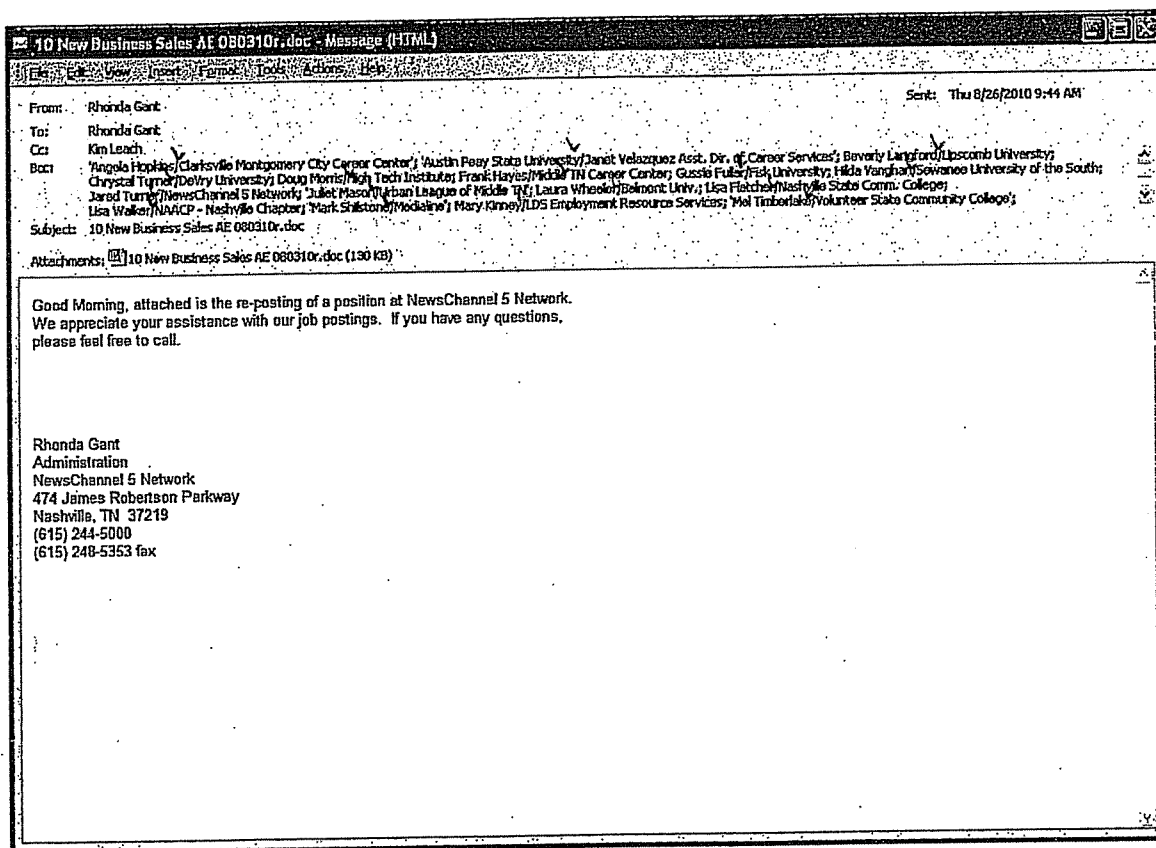 10 New Business Sales AE 080310r.doc - Message (HTML)
File Edit View Insert Format Tools Actions Help
Sent: Thu 8/26/2010 9:44 AM
From: Rhonda Gant
To: Rhonda Gant
Cc: Kim Leach
Bcc: 'Angela Hopkins/Clarksville Montgomery City Career Center'; 'Austin Peay State University/Janet Velazquez Asst. Dir. of Career Services'; Beverly Langford/Lipscomb University;
Chrystal Turner/DeVry University; Doug Morris/High Tech Institute; Frank Hayes/Middle TN Career Center; Gussie Fuller/Fisk University; Hilda Vanghan/Sewanee University of the South;
Jared Turner/NewsChannel 5 Network; 'Juliet Mason/Urban League of Middle TN'; Laura Wheeler/Belmont Univ.; Lisa Fletcher/Nashville State Comm. College;
Lisa Walker/NAACP - Nashville Chapter; 'Mark Shilstone/Medialine'; Mary Kinney/LDS Employment Resource Services; 'Mel Timberlake/Volunteer State Community College';
Subject: 10 New Business Sales AE 080310r.doc
Attachments: 10 New Business Sales AE 080310r.doc (130 KB)
Good Morning, attached is the re-posting of a position at NewsChannel 5 Network.
We appreciate your assistance with our job postings. If you have any questions,
please feel free to call.
Rhonda Gant
Administration
NewsChannel 5 Network
474 James Robertson Parkway
Nashville, TN 37219
(615) 244-5000
(615) 248-5353 fax